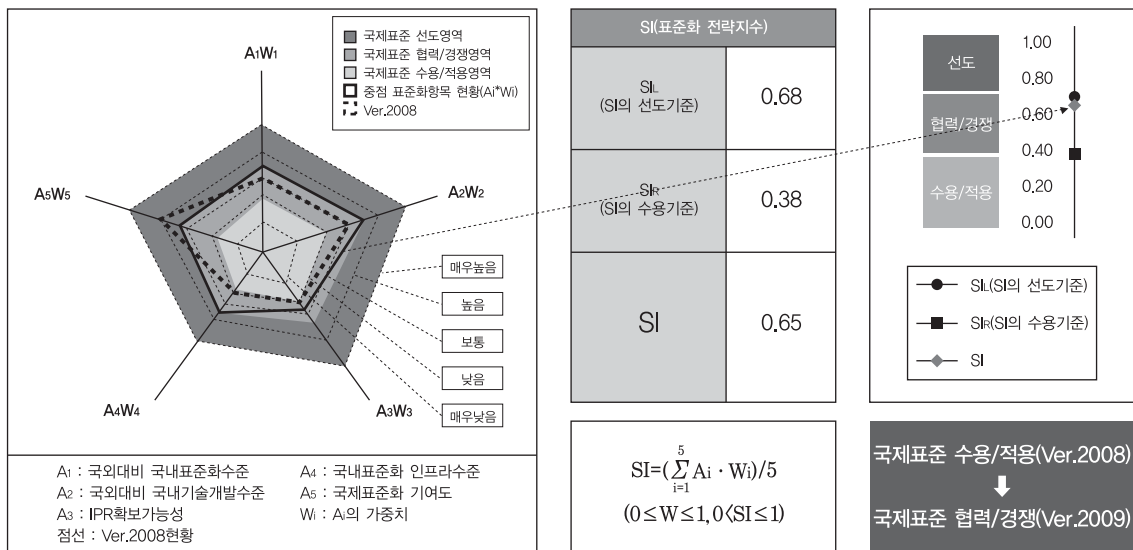 A1W1
A2W2
A3W3
A4W4
A5W5
국제표준 선도영역
국제표준 협력/경쟁영역
국제표준 수용/적용영역
중점 표준화항목 현황(Ai*Wi)
Ver.2008
매우높음
높음
보통
낮음
매우낮음
A1 : 국외대비 국내표준화수준
A2 : 국외대비 국내기술개발수준
A3 : IPR확보가능성
점선 : Ver.2008현황
A4 : 국내표준화 인프라수준
A5 : 국제표준화 기여도
Wi : Ai의 가중치
SI(표준화 전략지수)
SIL
(SI의 선도기준)
0.68
SIR
(SI의 수용기준)
0.38
SI
0.65
SI=(∑Ai · Wi)/5
5
i=1
(0≤W≤1, 0<SI≤1)
선도
협력/경쟁
수용/적용
1.00
0.80
0.60
0.40
0.20
0.00
SIL(SI의 선도기준)
SIR(SI의 수용기준)
SI
국제표준 수용/적용(Ver.2008)
국제표준 협력/경쟁(Ver.2009)